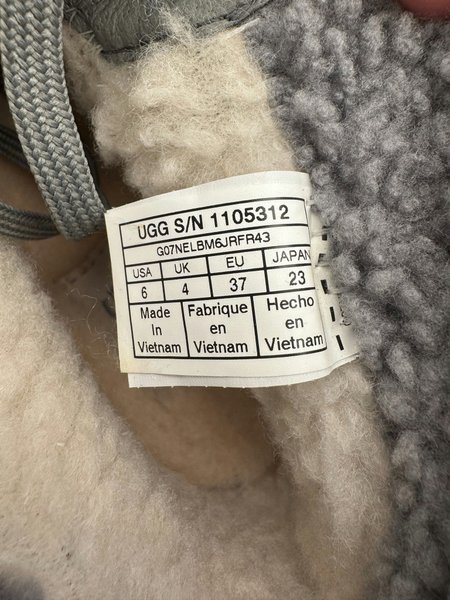 UGG S/N 1105312
G07NELBM6JRFR43
USA UK EU JAPAN
6 4 37 23
Made Fabrique Hecho
In en en
Vietnam Vietnam Vietnam